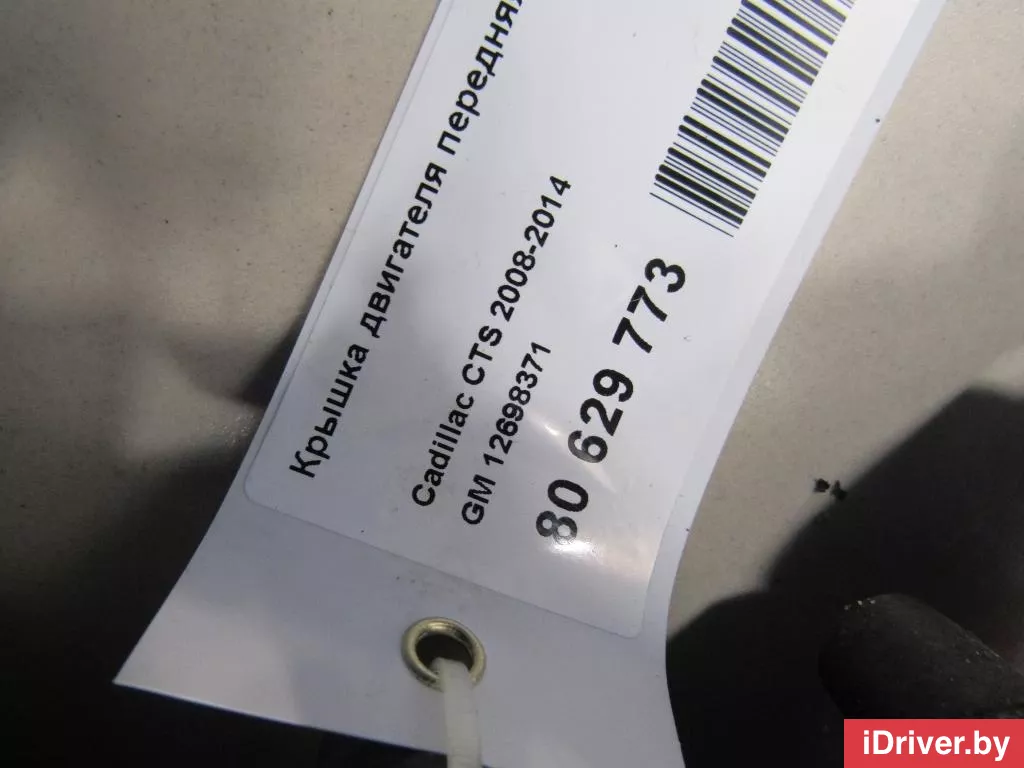 Крышка двигателя передняя
Cadillac CTS 2008-2014
GM 12698371
80 629 773
iDriver.by